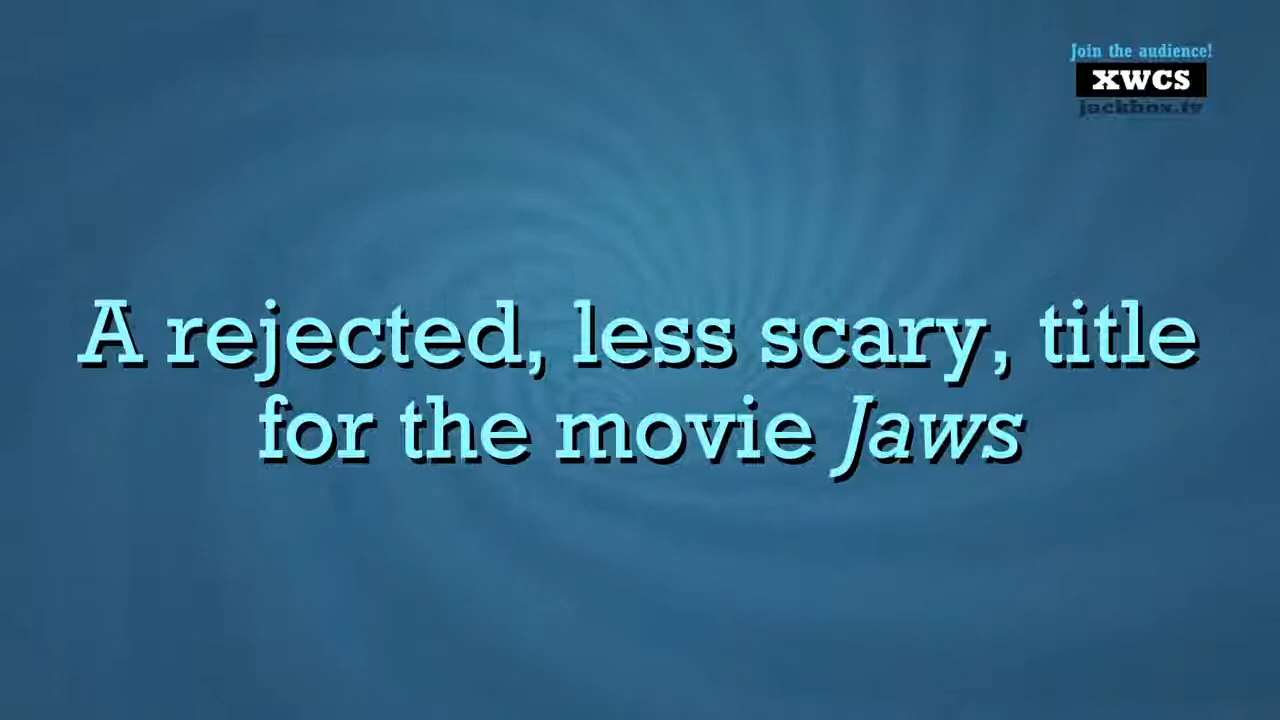 Join the audience!
XWCS
jackbox.tv
A rejected, less scary, title
for the movie Jaws